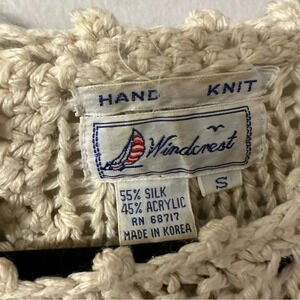 HAND KNIT
Windcrest
S
55% SILK
45% ACRYLIC
RN 68717
MADE IN KOREA